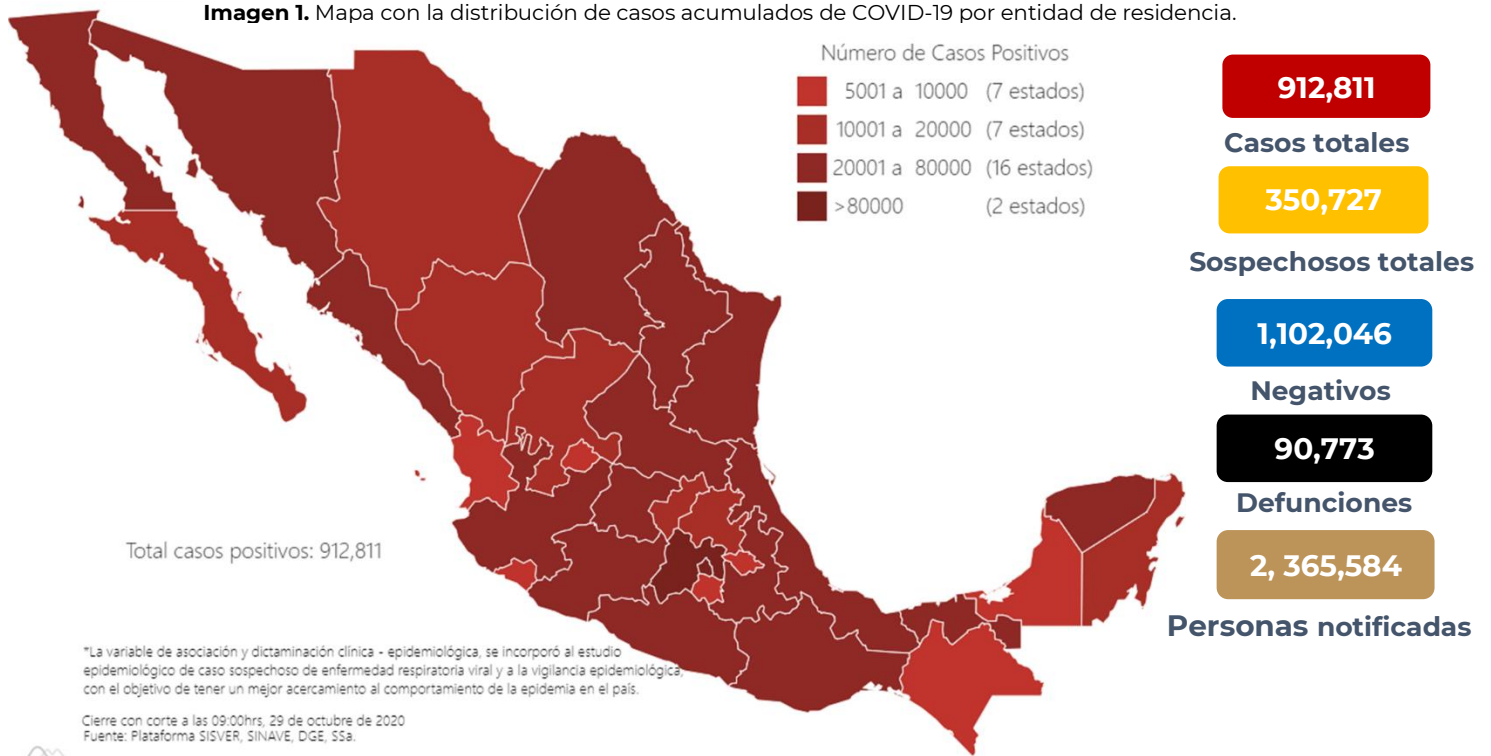 Imagen 1. Mapa con la distribución de casos acumulados de COVID-19 por entidad de residencia.
Número de Casos Positivos
5001 a 10000 (7 estados)
10001 a 20000 (7 estados)
20001 a 80000 (16 estados)
>80000 (2 estados)
912,811
Casos totales
350,727
Sospechosos totales
1,102,046
Negativos
90,773
Defunciones
2, 365,584
Personas notificadas
Total casos positivos: 912,811
*La variable de asociación y dictaminación clínica - epidemiológica, se incorporó al estudio
epidemiológico de caso sospechoso de enfermedad respiratoria viral y a la vigilancia epidemiológica,
con el objetivo de tener un mejor acercamiento al comportamiento de la epidemia en el país.
Cierre con corte a las 09:00hrs, 29 de octubre de 2020
Fuente: Plataforma SISVER, SINAVE, DGE, SSa.